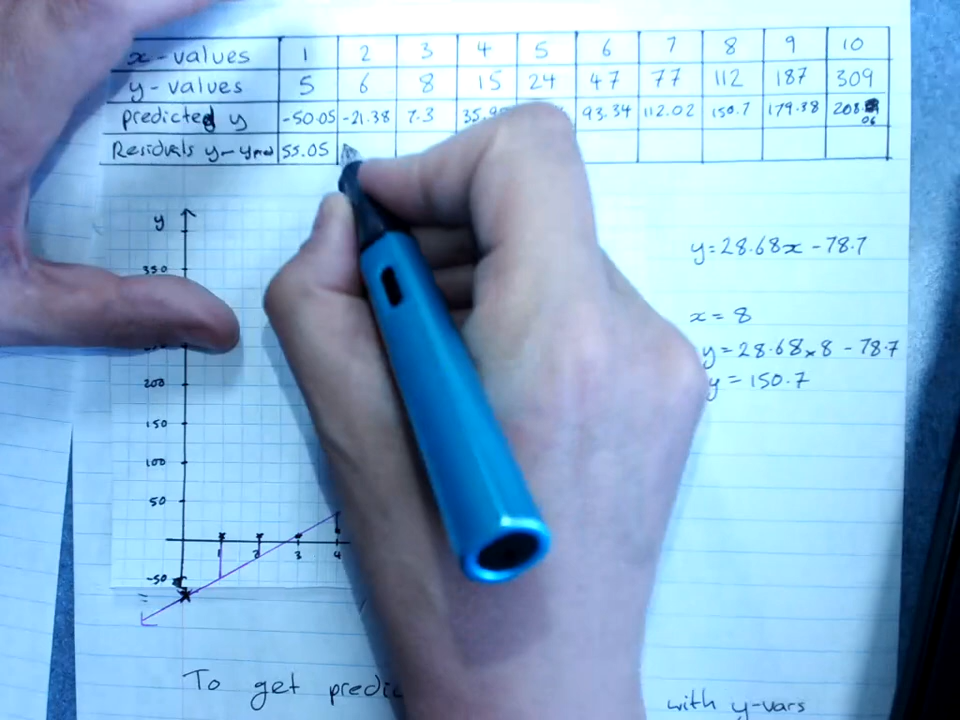 x-values 1 2 3 4 5 6 7 8 9 10
y-values 5 6 8 15 24 47 77 112 187 309
predicted y -50.05 -21.38 7.3 93.34 112.02 150.7 179.38 208.06
Residuals y-ypred 55.05
y
350
y=28.68x-78.7
x=8
y=28.68×8-78.7
y=150.7
200
150
100
50
1 2 3 4
-50
To get
with y-vars